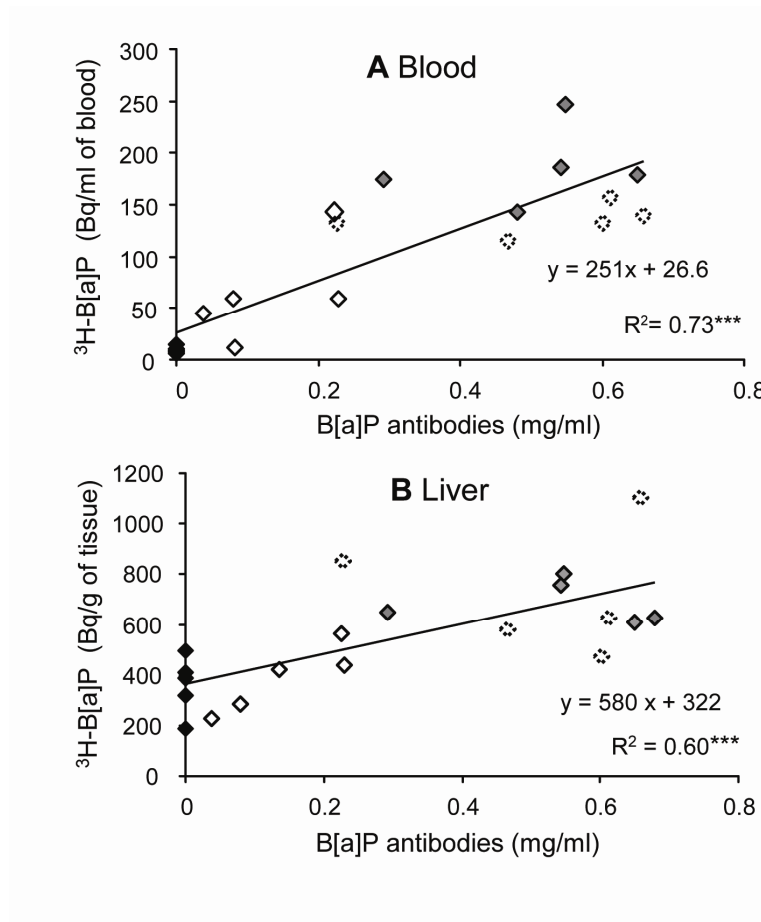 300
A Blood
250
200
150
100
50
0
³H-B[a]P (Bq/ml of blood)
y = 251x + 26.6
R²= 0.73***
0 0.2 0.4 0.6 0.8
B[a]P antibodies (mg/ml)
1200
B Liver
1000
800
600
400
200
0
³H-B[a]P (Bq/g of tissue)
y = 580 x + 322
R² = 0.60***
0 0.2 0.4 0.6 0.8
B[a]P antibodies (mg/ml)